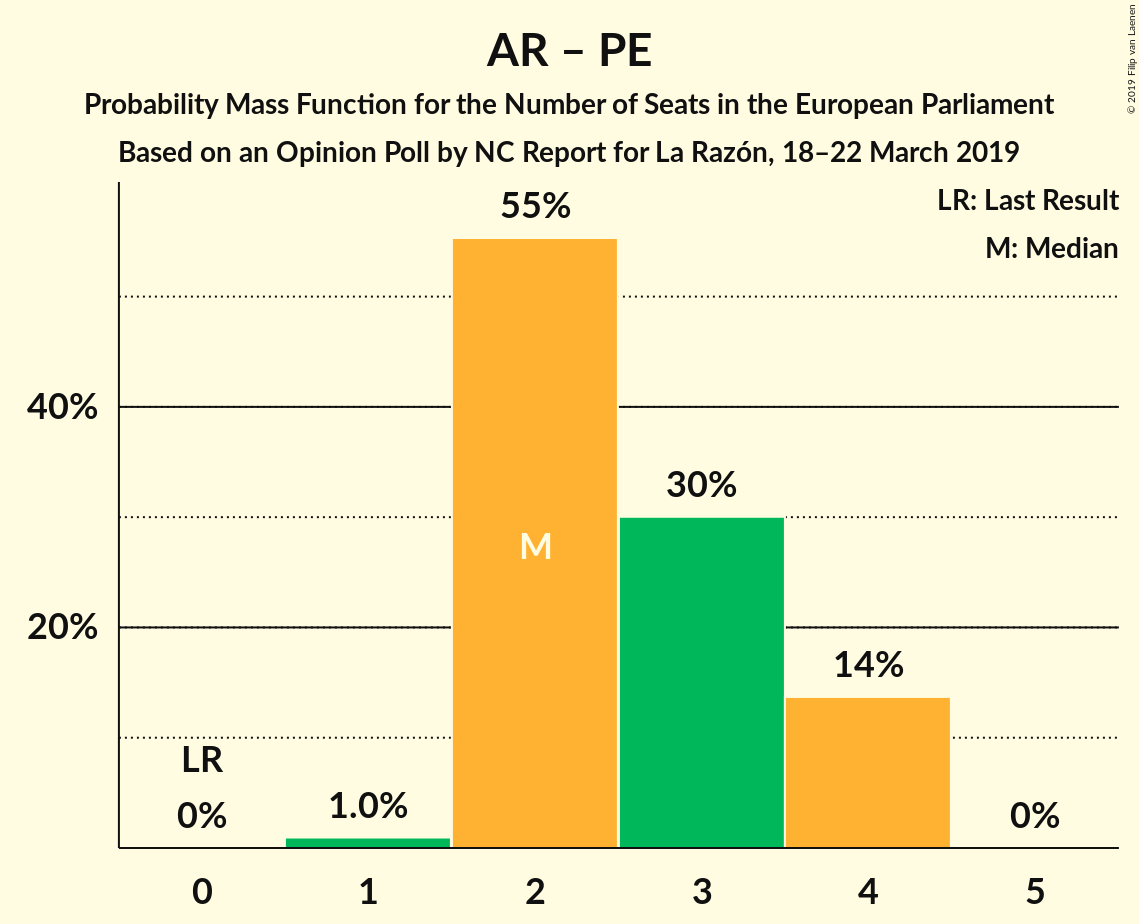 AR – PE
Probability Mass Function for the Number of Seats in the European Parliament
Based on an Opinion Poll by NC Report for La Razón, 18–22 March 2019
© 2019 Filip van Laenen
LR: Last Result
M: Median
55%
40%
30%
M
20%
14%
LR
0%
1.0%
0%
0 1 2 3 4 5